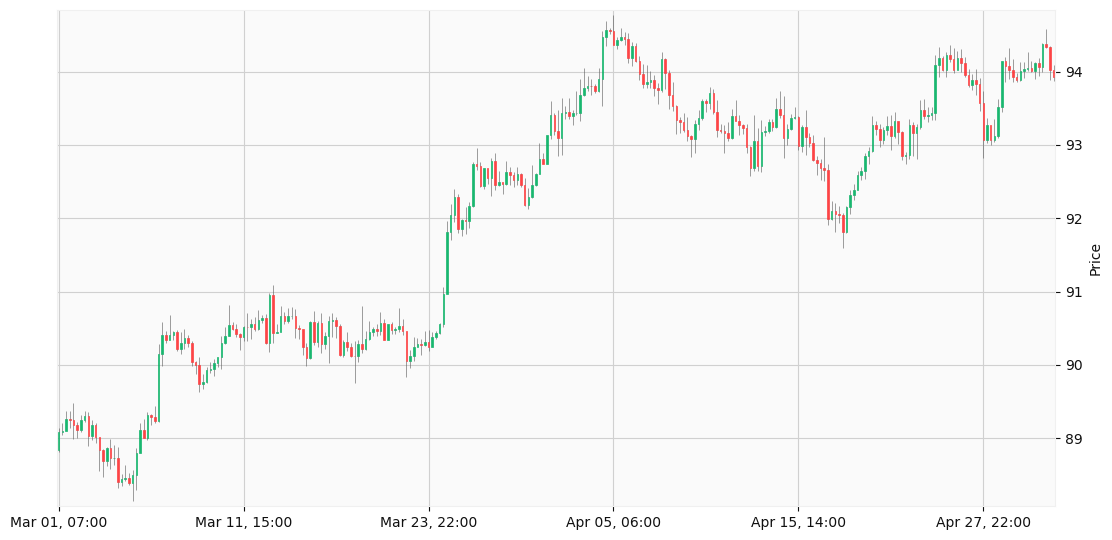 94
93
92
91
90
89
Price
Mar 01, 07:00
Mar 11, 15:00
Mar 23, 22:00
Apr 05, 06:00
Apr 15, 14:00
Apr 27, 22:00